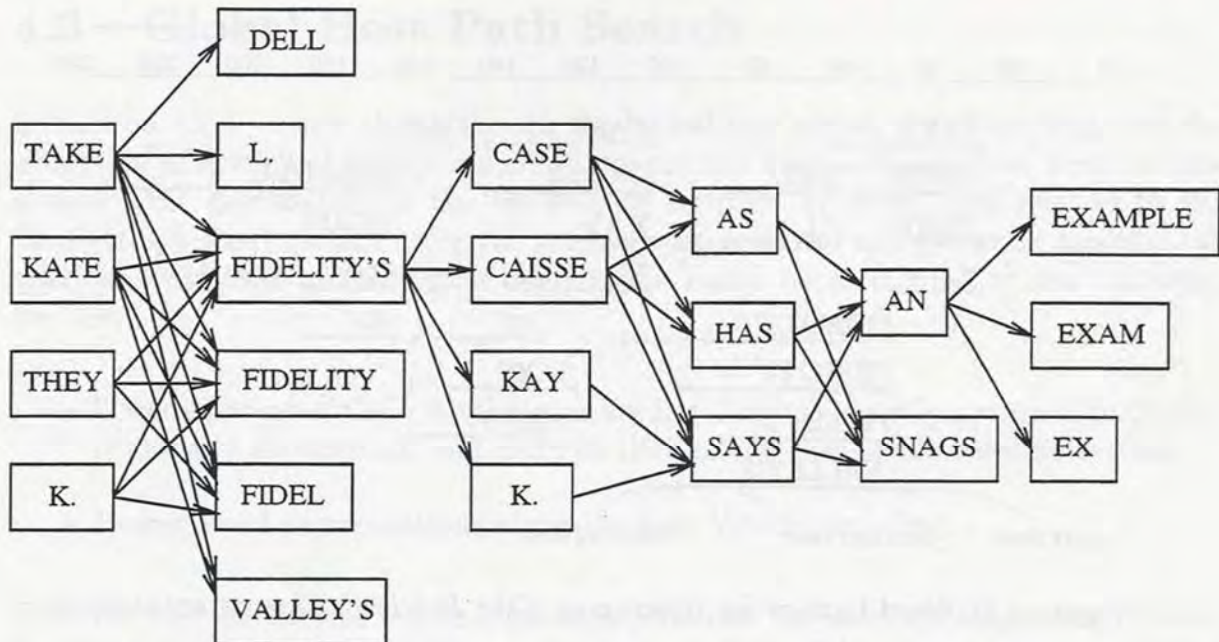 DELL
TAKE L. CASE
AS EXAMPLE
KATE FIDELITY'S CAISSE
AN
HAS EXAM
THEY FIDELITY KAY
SAYS SNAGS EX
K. FIDEL K.
VALLEY'S